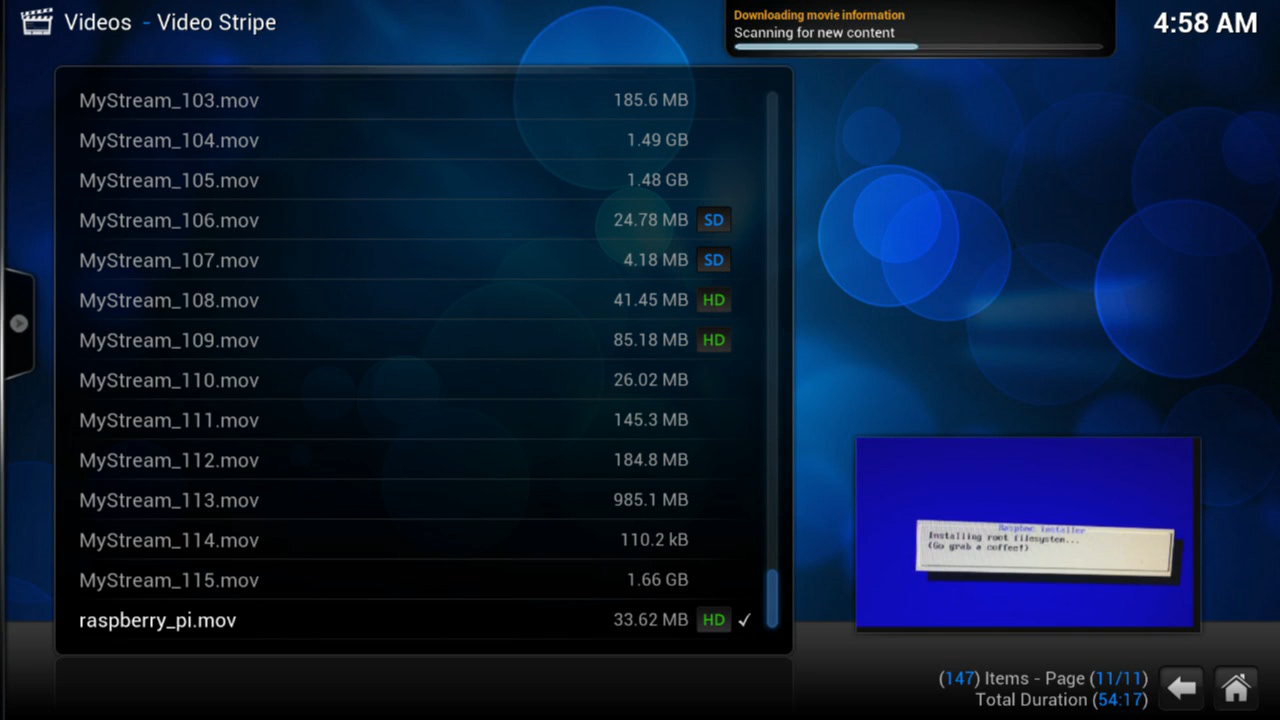 Videos - Video Stripe
Downloading movie information
Scanning for new content
4:58 AM
MyStream_103.mov 185.6 MB
MyStream_104.mov 1.49 GB
MyStream_105.mov 1.48 GB
MyStream_106.mov 24.78 MB SD
MyStream_107.mov 4.18 MB SD
MyStream_108.mov 41.45 MB HD
MyStream_109.mov 85.18 MB HD
MyStream_110.mov 26.02 MB
MyStream_111.mov 145.3 MB
MyStream_112.mov 184.8 MB
MyStream_113.mov 985.1 MB
MyStream_114.mov 110.2 kB
MyStream_115.mov 1.66 GB
raspberry_pi.mov 33.62 MB HD ✓
Raspbmc installer
Installing root filesystem...
(Go grab a coffee!)
(147) Items - Page (11/11)
Total Duration (54:17)